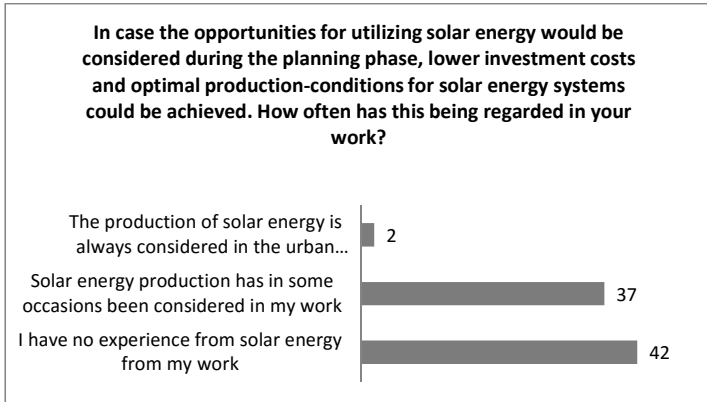 In case the opportunities for utilizing solar energy would be
considered during the planning phase, lower investment costs
and optimal production-conditions for solar energy systems
could be achieved. How often has this being regarded in your
work?
The production of solar energy is
always considered in the urban...
2
Solar energy production has in some
occasions been considered in my work
37
I have no experience from solar energy
from my work
42